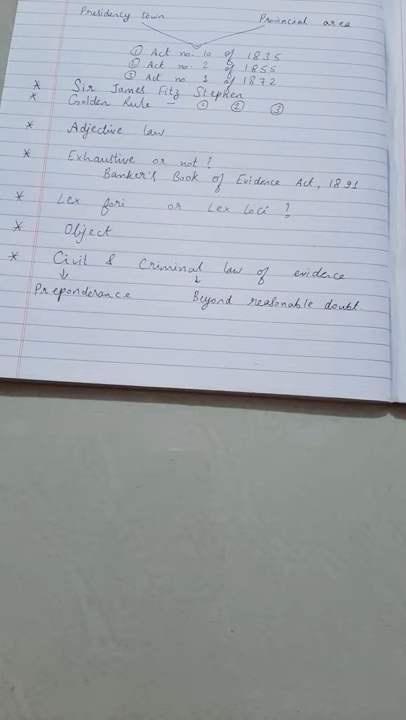 Presidency town Provincial area
① Act no. 10 of 1835
② Act no. 2 of 1855
③ Act no. 1 of 1872
* Sir James Fitz Stephen
* Golden Rule – ① ② ③
* Adjective law
* Exhaustive or not ?
Banker's Book of Evidence Act, 1891
* Lex fori or Lex Loci ?
* Object
* Civil & Criminal law of evidence
↓ ↓
Preponderance Beyond reasonable doubt